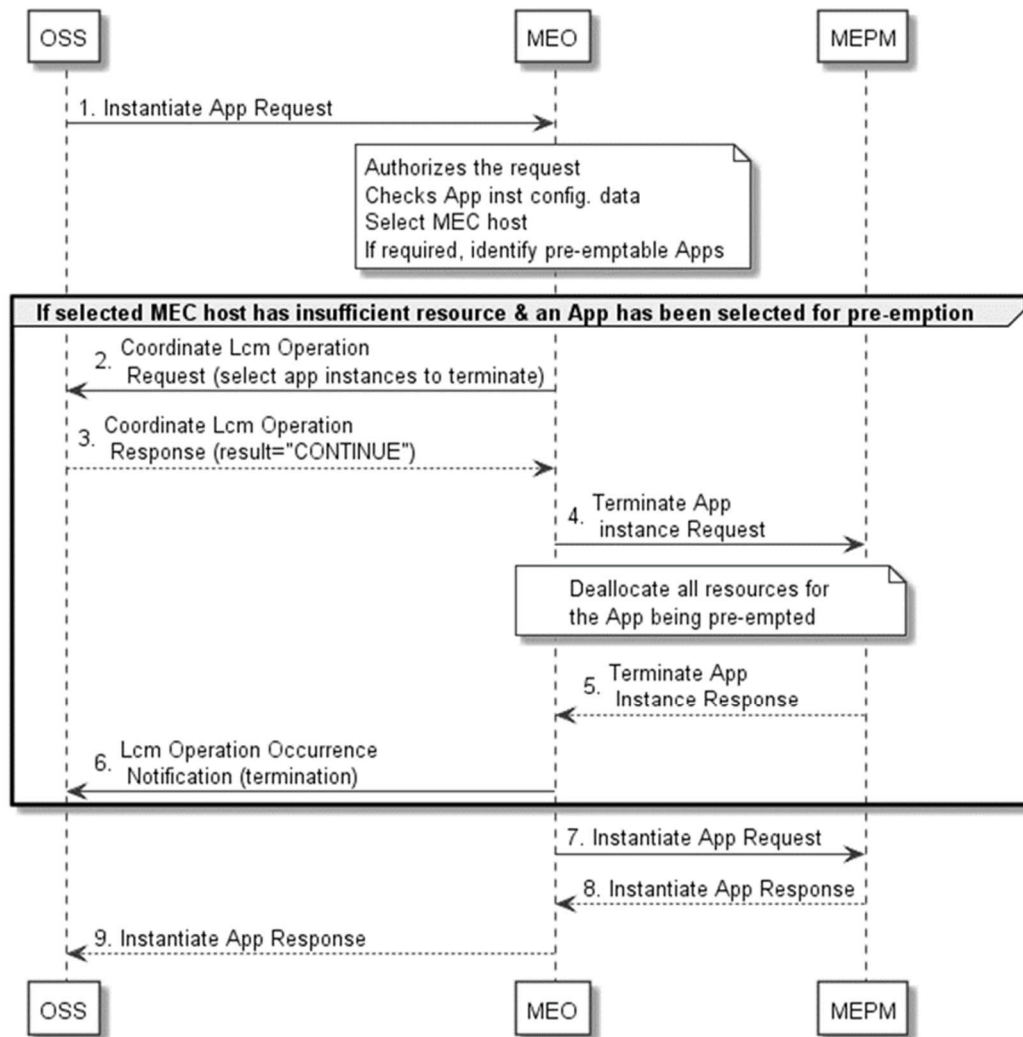 OSS
MEO
MEPM
1. Instantiate App Request
Authorizes the request
Checks App inst config. data
Select MEC host
If required, identify pre-emptable Apps
If selected MEC host has insufficient resource & an App has been selected for pre-emption
2. Coordinate Lcm Operation
Request (select app instances to terminate)
3. Coordinate Lcm Operation
Response (result="CONTINUE")
4. Terminate App
instance Request
Deallocate all resources for
the App being pre-empted
5. Terminate App
Instance Response
6. Lcm Operation Occurrence
Notification (termination)
7. Instantiate App Request
8. Instantiate App Response
9. Instantiate App Response
OSS
MEO
MEPM